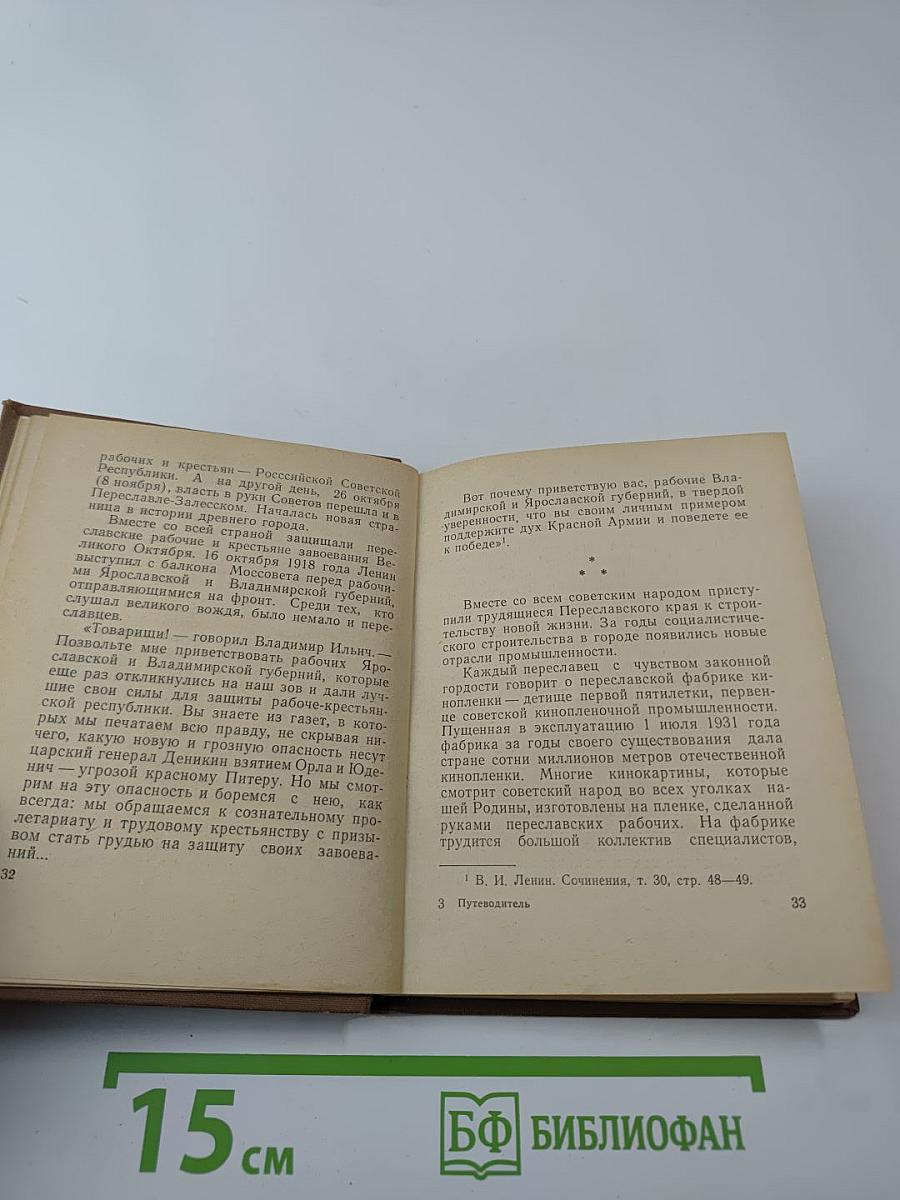 рабочих и крестьян — Росссийской Советской
Республики. А на другой день, 26 октября
(8 ноября), власть в руки Советов перешла и в
Переславле-Залесском. Началась новая стра-
ница в истории древнего города.
Вместе со всей страной защищали пере-
славские рабочие и крестьяне завоевания Ве-
ликого Октября. 16 октября 1918 года Ленин
выступил с балкона Моссовета перед рабочи-
ми Ярославской и Владимирской губерний,
отправляющимися на фронт. Среди тех, кто
слушал великого вождя, было немало и пере-
славцев.
«Товарищи! — говорил Владимир Ильич. —
Позвольте мне приветствовать рабочих Яро-
славской и Владимирской губерний, которые
еще раз откликнулись на наш зов и дали луч-
шие свои силы для защиты рабоче-крестьян-
ской республики. Вы знаете из газет, в кото-
рых мы печатаем всю правду, не скрывая ни-
чего, какую новую и грозную опасность несут
царский генерал Деникин взятием Орла и Юде-
нич — угрозой красному Питеру. Но мы смот-
рим на эту опасность и боремся с нею, как
всегда: мы обращаемся к сознательному про-
летариату и трудовому крестьянству с призы-
вом стать грудью на защиту своих завоева-
ний...
32
Вот почему приветствую вас, рабочие Вла-
димирской и Ярославской губерний, в твердой
уверенности, что вы своим личным примером
поддержите дух Красной Армии и поведете ее
к победе»¹.
*
* *
Вместе со всем советским народом присту-
пили трудящиеся Переславского края к строи-
тельству новой жизни. За годы социалистиче-
ского строительства в городе появились новые
отрасли промышленности.
Каждый переславец с чувством законной
гордости говорит о переславской фабрике ки-
нопленки — детище первой пятилетки, первен-
це советской кинопленочной промышленности.
Пущенная в эксплуатацию 1 июля 1931 года
фабрика за годы своего существования дала
стране сотни миллионов метров отечественной
кинопленки. Многие кинокартины, которые
смотрит советский народ во всех уголках на-
шей Родины, изготовлены на пленке, сделанной
руками переславских рабочих. На фабрике
трудится большой коллектив специалистов,
¹ В. И. Ленин. Сочинения, т. 30, стр. 48—49.
3 Путеводитель
33
15 см
БФ БИБЛИОФАН